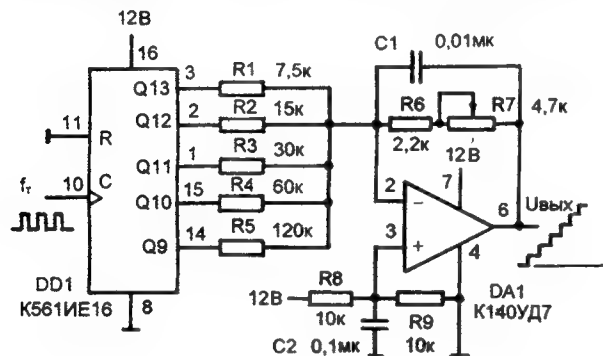 12В
16
Q13 3 R1 7,5к
Q12 2 R2 15к
11 R
Q11 1 R3 30к
fт 10 C
Q10 15 R4 60к
Q9 14 R5 120к
DD1
К561ИЕ16
8
C1 0,01мк
R6 R7 4,7к
2,2к
12В
2 − 7
3 + 6 Uвых
4
12В R8
10к
R9
10к
C2 0,1мк
DA1
К140УД7